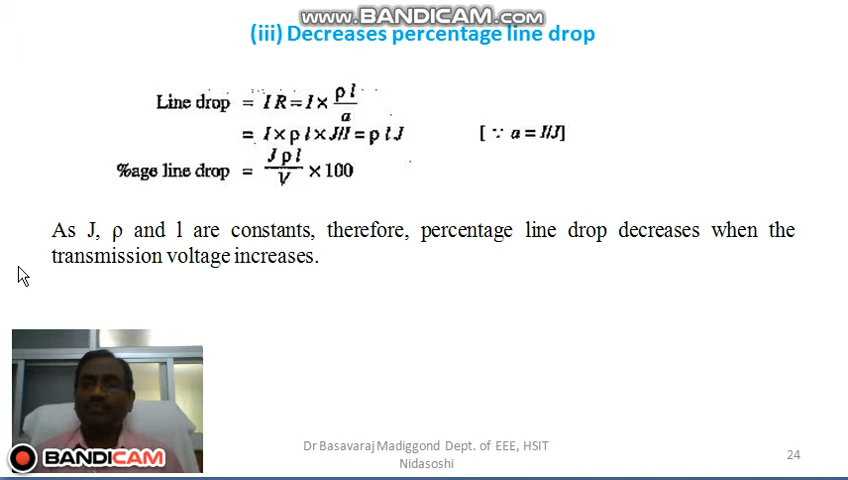 www.BANDICAM.com
(iii) Decreases percentage line drop
Line drop = I R = I × ρ l / a
= I × ρ l × J/I = ρ l J [ ∵ a = I/J]
%age line drop = J ρ l / V × 100
As J, ρ and l are constants, therefore, percentage line drop decreases when the
transmission voltage increases.
BANDICAM
Dr Basavaraj Madiggond Dept. of EEE, HSIT
Nidasoshi
24